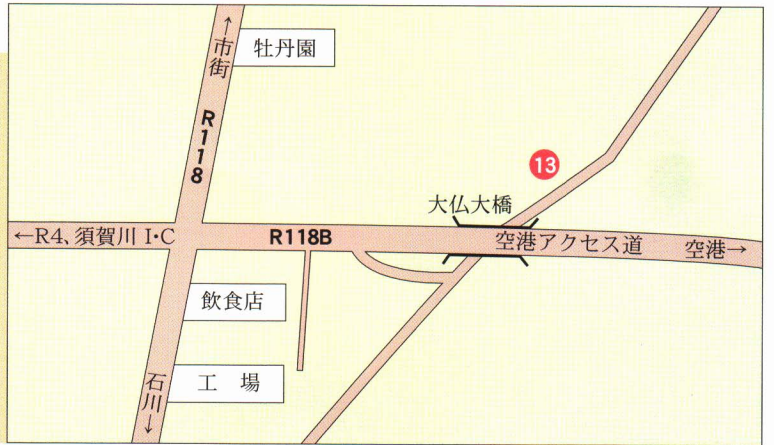 ↑市街
牡丹園
R118
13
大仏大橋
←R4、須賀川 I・C
R118B
空港アクセス道
空港→
飲食店
工 場
石川↓